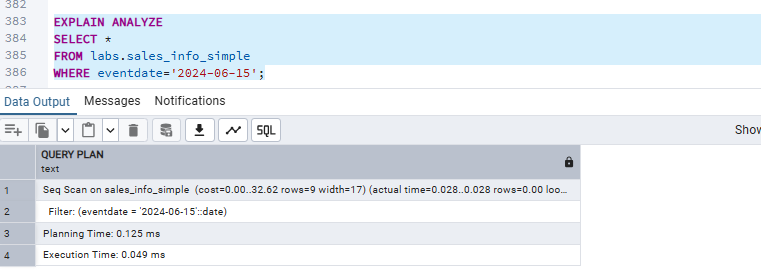 382
383 EXPLAIN ANALYZE
384 SELECT *
385 FROM labs.sales_info_simple
386 WHERE eventdate='2024-06-15';
Data Output Messages Notifications
SQL
Show
QUERY PLAN
text
1 Seq Scan on sales_info_simple (cost=0.00..32.62 rows=9 width=17) (actual time=0.028..0.028 rows=0.00 loo...
2 Filter: (eventdate = '2024-06-15'::date)
3 Planning Time: 0.125 ms
4 Execution Time: 0.049 ms